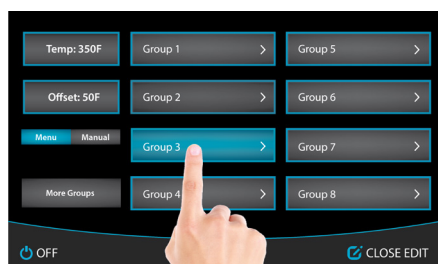 Temp: 350F
Group 1
Group 5
Offset: 50F
Group 2
Group 6
Menu Manual
Group 3
Group 7
More Groups
Group 4
Group 8
OFF
CLOSE EDIT